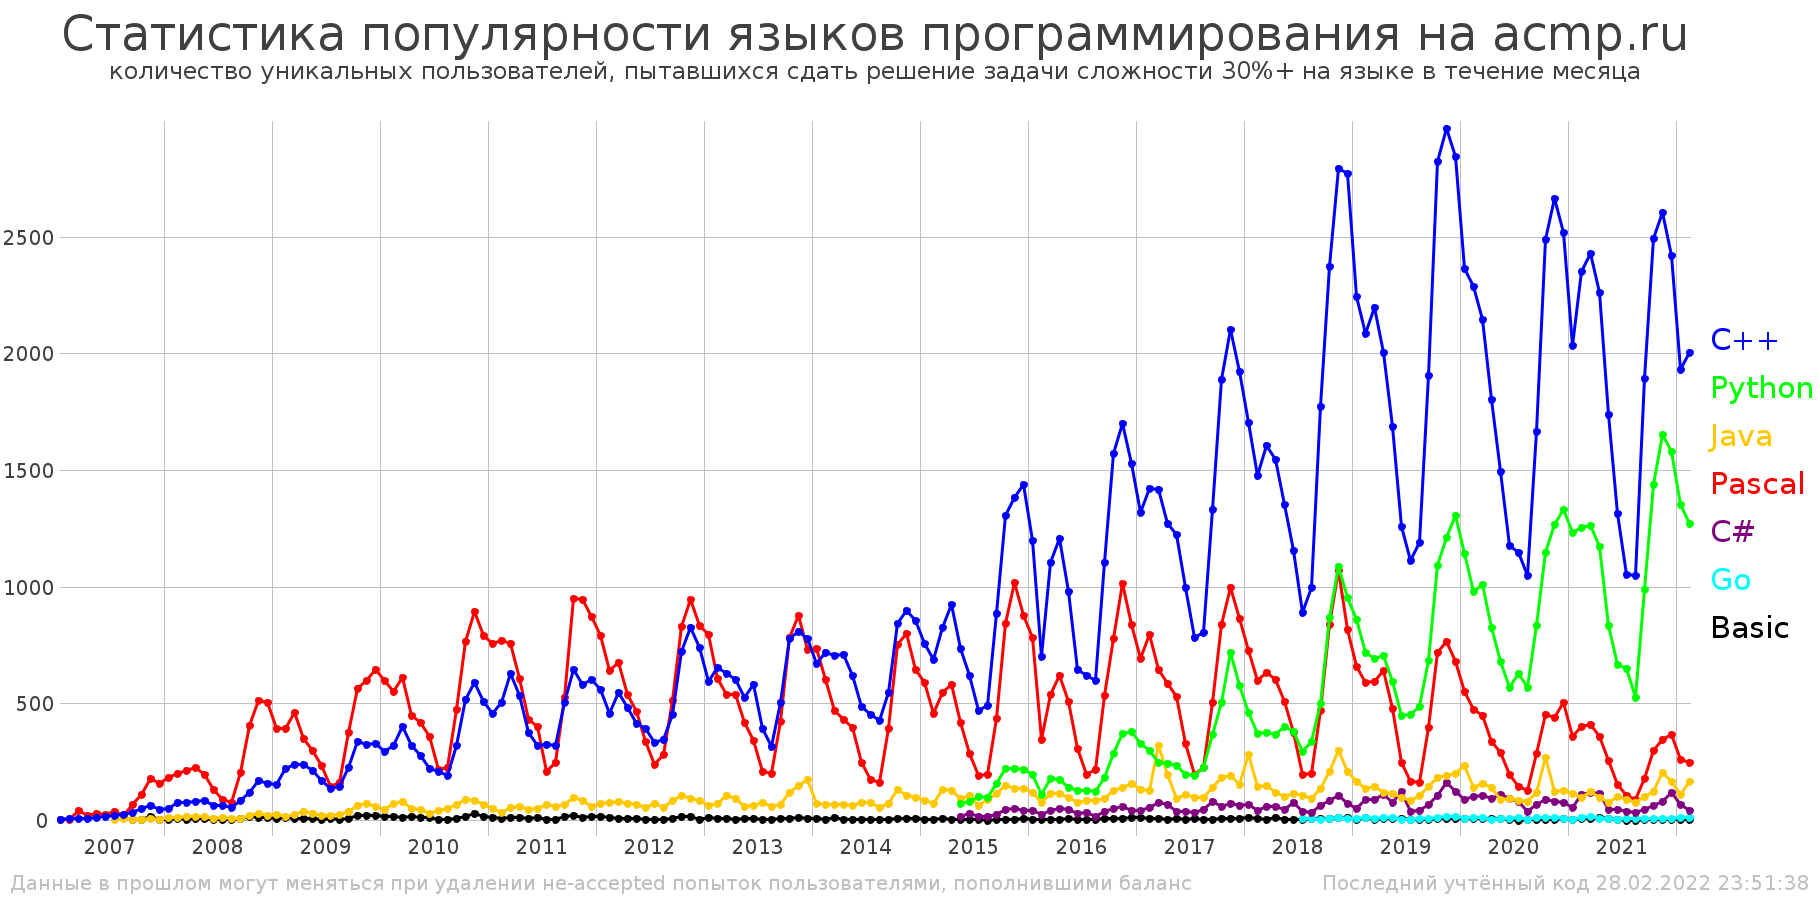 Статистика популярности языков программирования на acmp.ru
количество уникальных пользователей, пытавшихся сдать решение задачи сложности 30%+ на языке в течение месяца
2500
2000
1500
1000
500
0
C++
Python
Java
Pascal
C#
Go
Basic
2007 2008 2009 2010 2011 2012 2013 2014 2015 2016 2017 2018 2019 2020 2021
Данные в прошлом могут меняться при удалении не-accepted попыток пользователями, пополнившими баланс
Последний учтённый код 28.02.2022 23:51:38